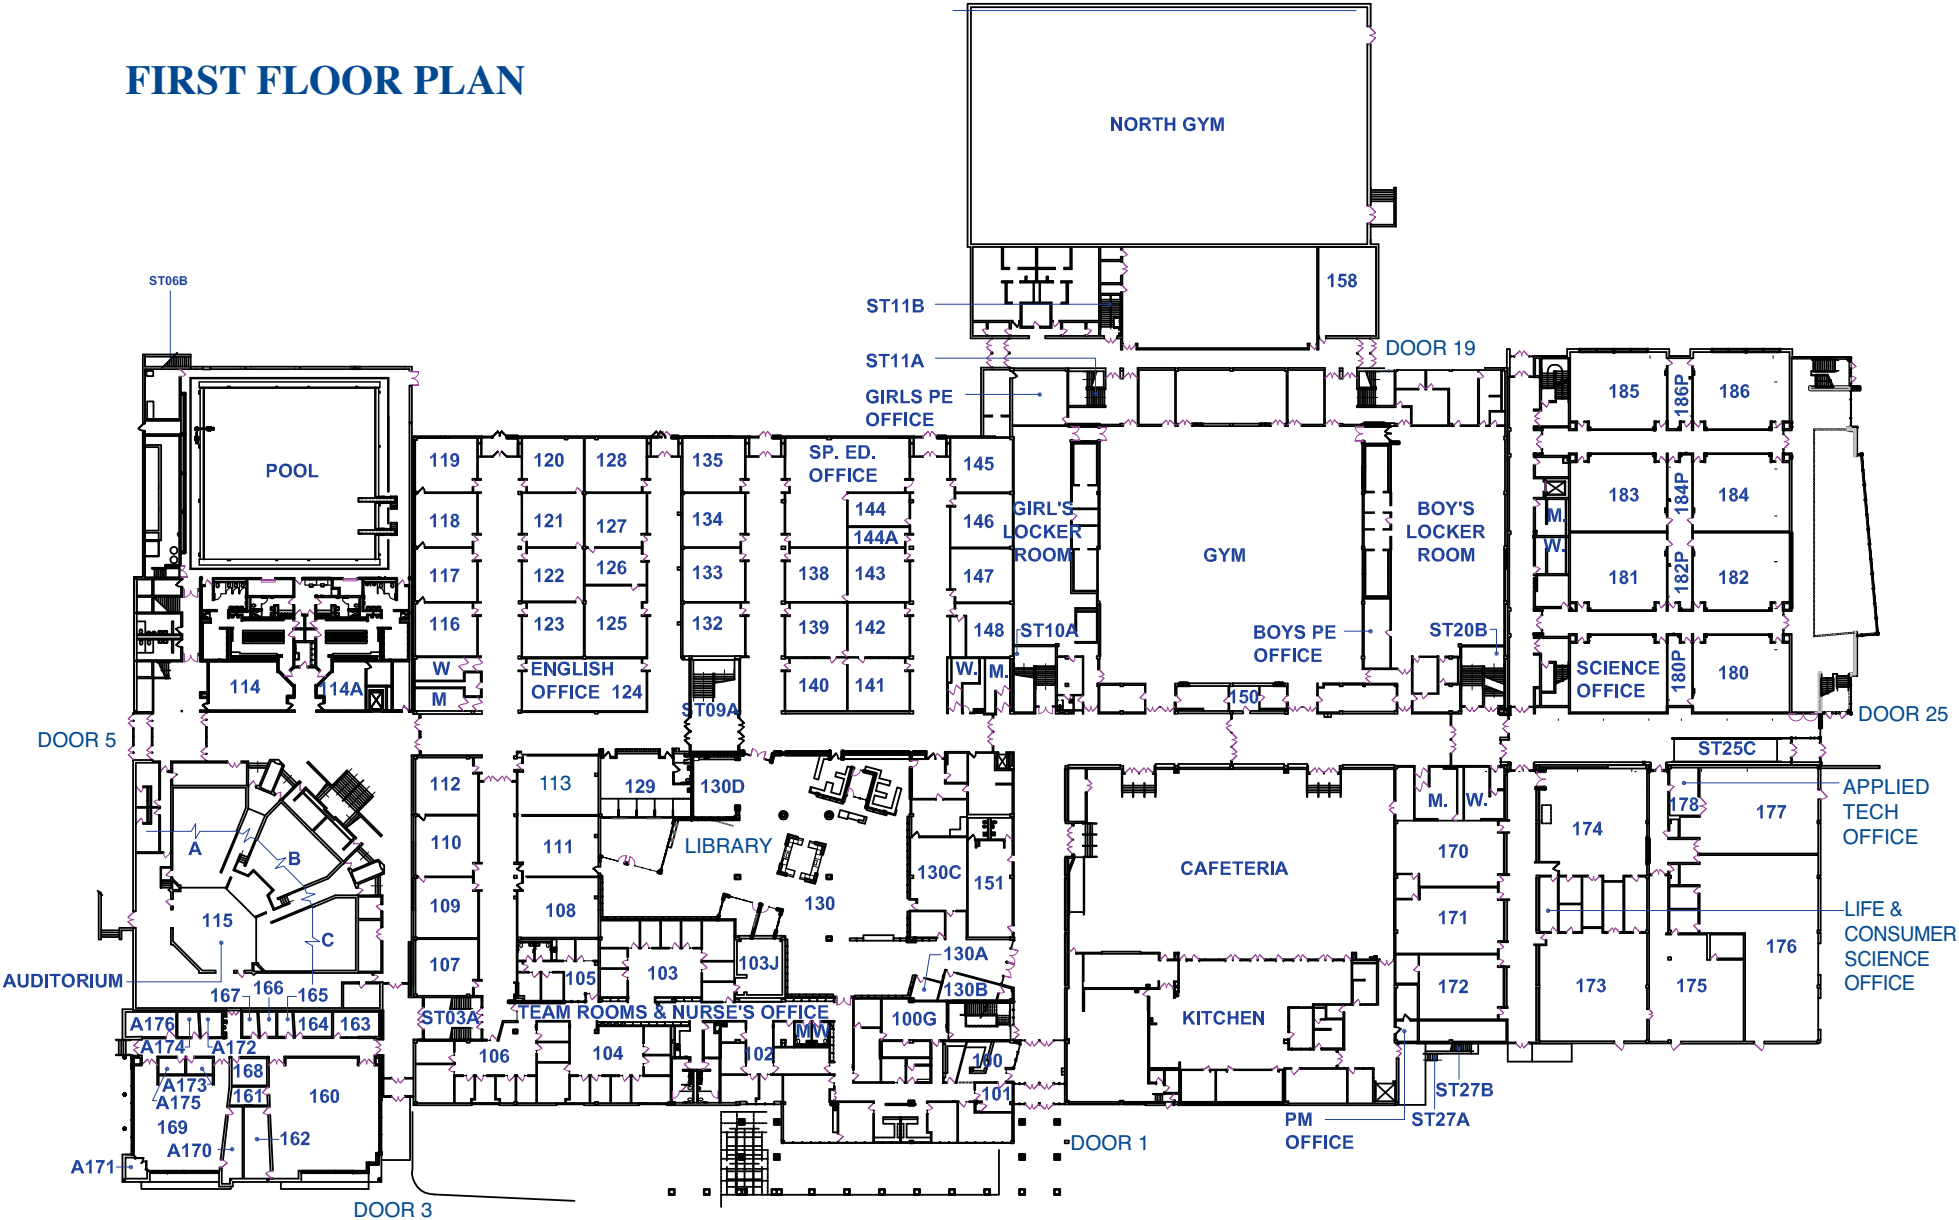 FIRST FLOOR PLAN
NORTH GYM
158
ST06B
ST11B
ST11A
DOOR 19
GIRLS PE
OFFICE
185
186P
186
POOL
119
120
128
135
SP. ED.
OFFICE
145
118
121
127
134
144
144A
146
GIRL'S
LOCKER
ROOM
GYM
BOY'S
LOCKER
ROOM
183
184P
184
M.
W.
117
122
126
133
138
143
147
181
182P
182
116
123
125
132
139
142
148
ST10A
BOYS PE
OFFICE
ST20B
114
114A
W
M
ENGLISH
OFFICE 124
ST09A
140
141
W.
M.
150
SCIENCE
OFFICE
180P
180
DOOR 5
DOOR 25
ST25C
112
113
129
130D
M.
W.
178
177
APPLIED
TECH
OFFICE
A
B
C
110
111
LIBRARY
130C
151
CAFETERIA
170
174
115
109
108
130
171
LIFE &
CONSUMER
SCIENCE
OFFICE
176
AUDITORIUM
107
105
103
103J
130A
130B
172
173
175
167
166
165
A176
A174
A172
164
163
ST03A
TEAM ROOMS & NURSE'S OFFICE
MW
100G
KITCHEN
106
104
102
100
101
168
161
160
A173
A175
169
A170
162
A171
ST27B
ST27A
PM
OFFICE
DOOR 1
DOOR 3